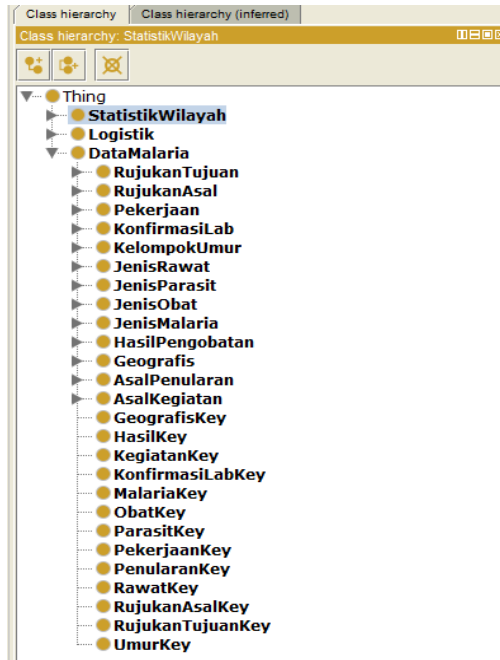 Class hierarchy Class hierarchy (inferred)
Class hierarchy: StatistikWilayah
Thing
StatistikWilayah
Logistik
DataMalaria
RujukanTujuan
RujukanAsal
Pekerjaan
KonfirmasiLab
KelompokUmur
JenisRawat
JenisParasit
JenisObat
JenisMalaria
HasilPengobatan
Geografis
AsalPenularan
AsalKegiatan
GeografisKey
HasilKey
KegiatanKey
KonfirmasiLabKey
MalariaKey
ObatKey
ParasitKey
PekerjaanKey
PenularanKey
RawatKey
RujukanAsalKey
RujukanTujuanKey
UmurKey